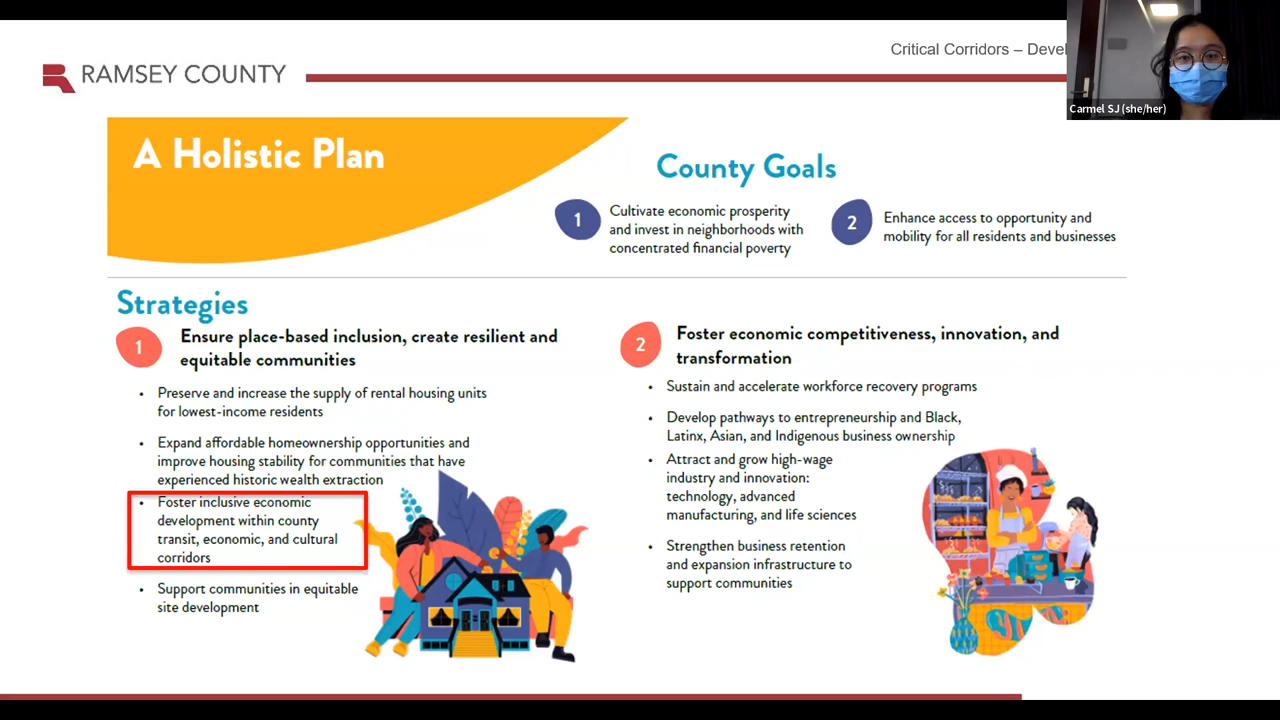 Critical Corridors – Devel
RAMSEY COUNTY
Carmel SJ (she/her)
A Holistic Plan
County Goals
1
Cultivate economic prosperity
and invest in neighborhoods with
concentrated financial poverty
2
Enhance access to opportunity and
mobility for all residents and businesses
Strategies
1
Ensure place-based inclusion, create resilient and
equitable communities
• Preserve and increase the supply of rental housing units
for lowest-income residents
• Expand affordable homeownership opportunities and
improve housing stability for communities that have
experienced historic wealth extraction
• Foster inclusive economic
development within county
transit, economic, and cultural
corridors
• Support communities in equitable
site development
2
Foster economic competitiveness, innovation, and
transformation
• Sustain and accelerate workforce recovery programs
• Develop pathways to entrepreneurship and Black,
Latinx, Asian, and Indigenous business ownership
• Attract and grow high-wage
industry and innovation:
technology, advanced
manufacturing, and life sciences
• Strengthen business retention
and expansion infrastructure to
support communities